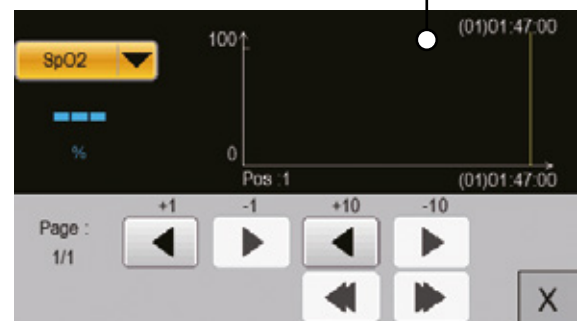 (01)01:47:00
100
SpO2
---
%
0
Pos :1
(01)01:47:00
+1 -1 +10 -10
Page :
1/1
X